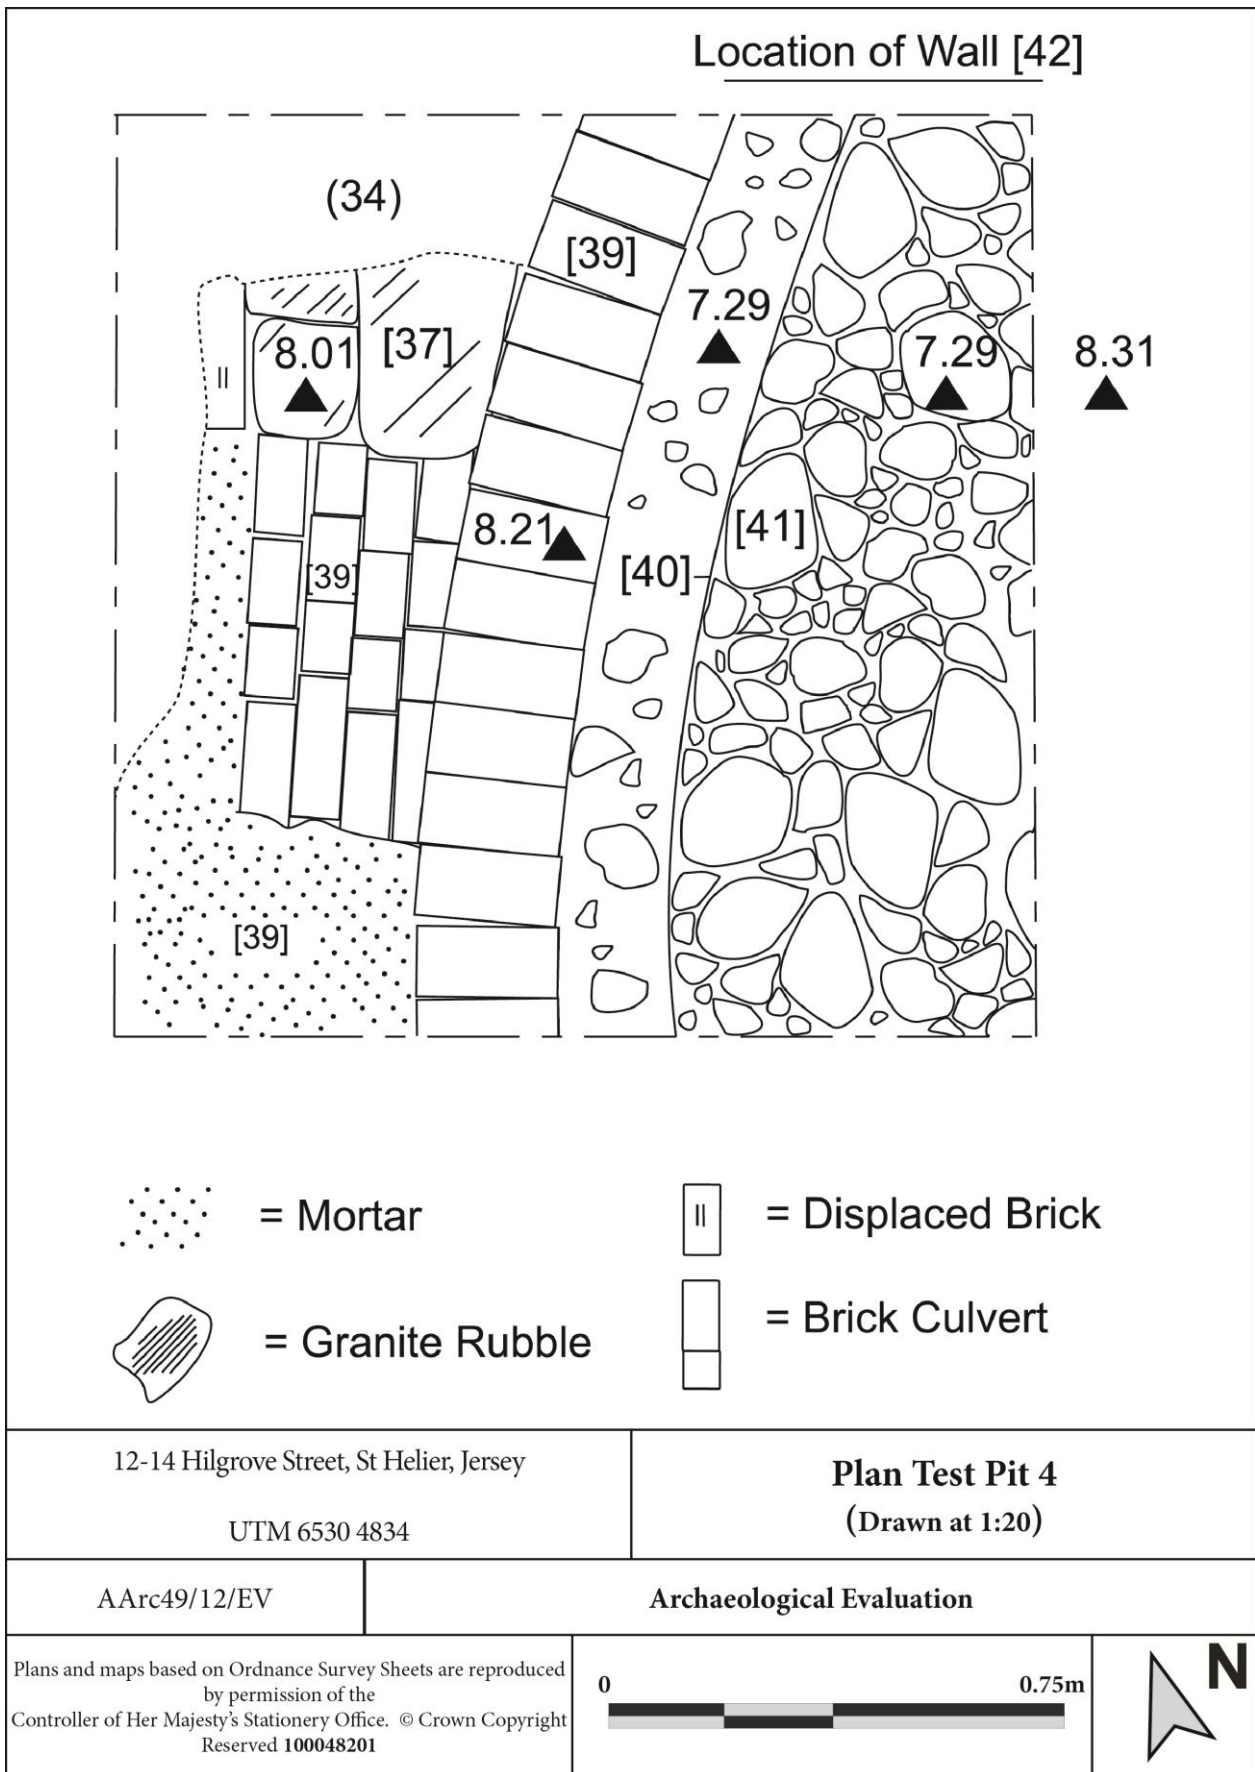 Location of Wall [42]
(34)
[39]
7.29
8.01
[37]
7.29
8.31
8.21
[41]
[39]
[40]
[39]
= Mortar
= Displaced Brick
= Granite Rubble
= Brick Culvert
12-14 Hilgrove Street, St Helier, Jersey
UTM 6530 4834
Plan Test Pit 4
(Drawn at 1:20)
AArc49/12/EV
Archaeological Evaluation
Plans and maps based on Ordnance Survey Sheets are reproduced
by permission of the
Controller of Her Majesty's Stationery Office. © Crown Copyright
Reserved 100048201
0
0.75m
N